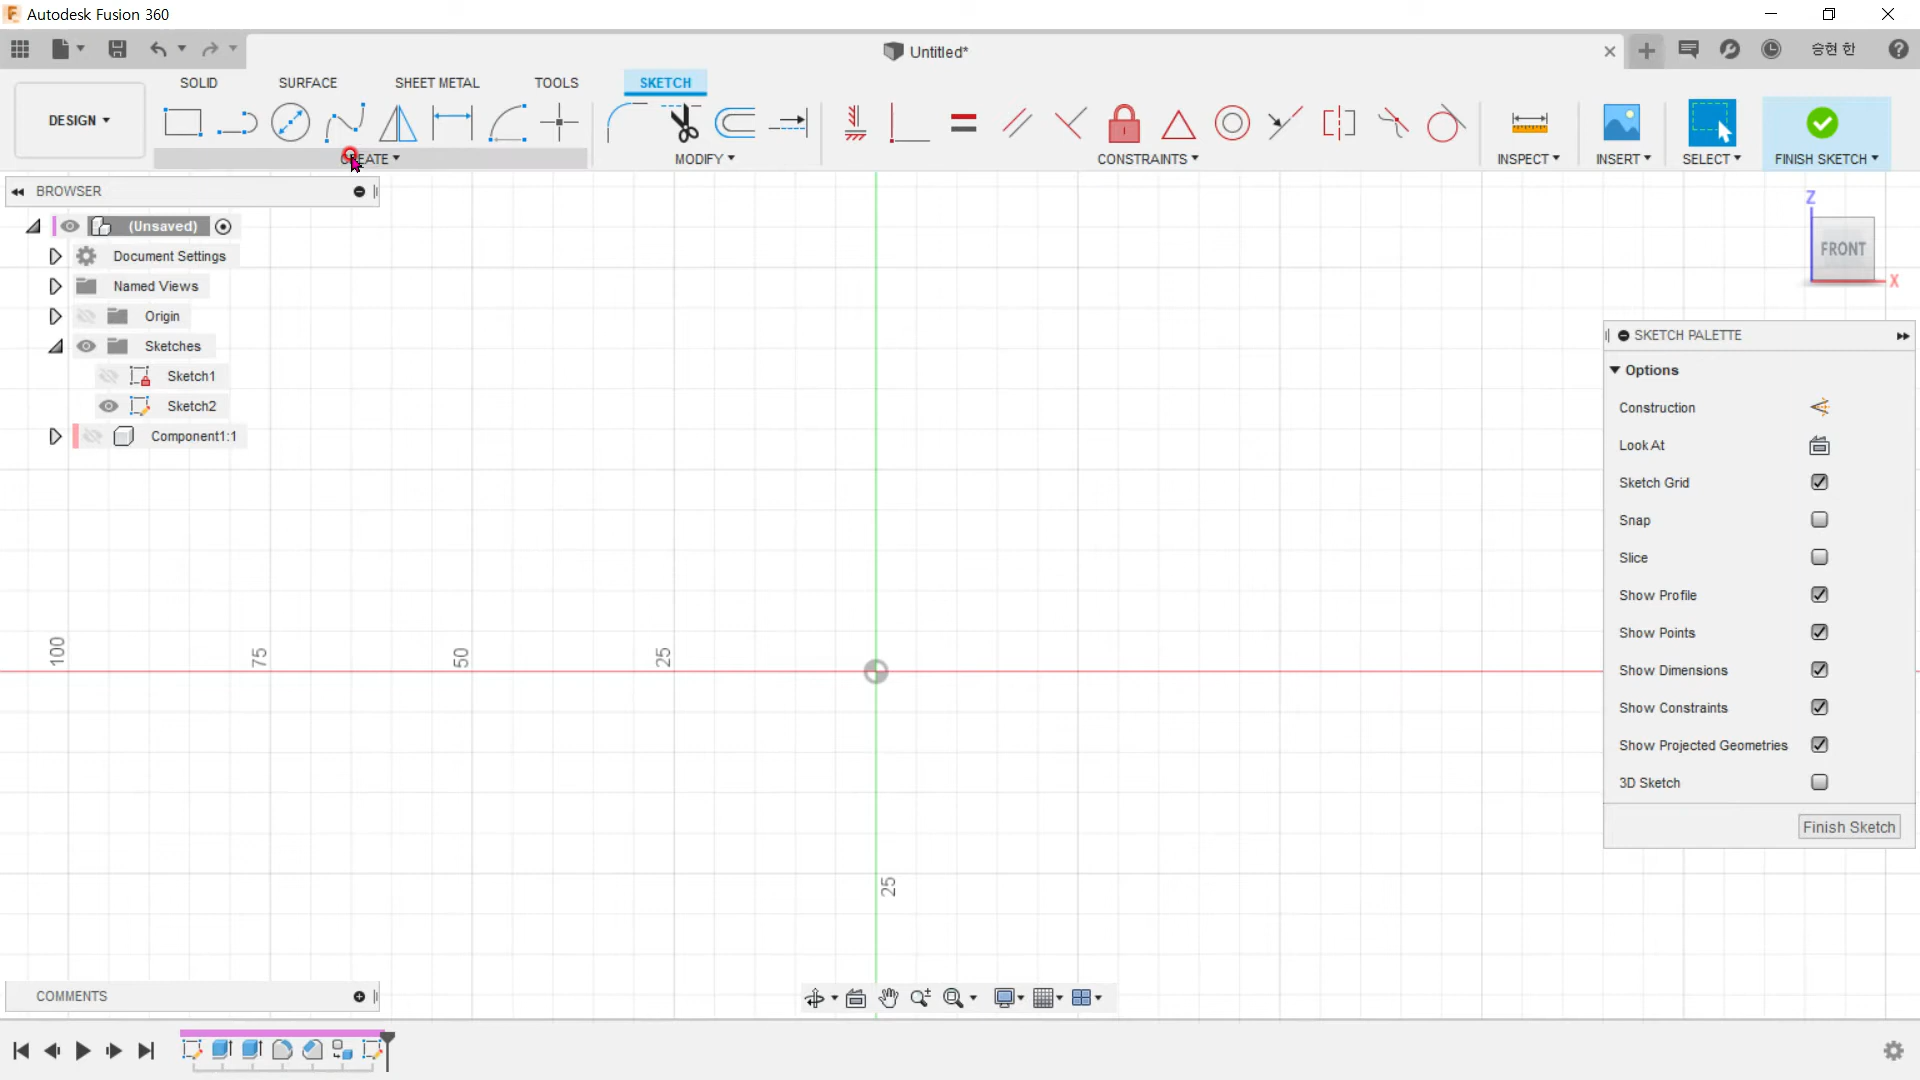 Autodesk Fusion 360
Untitled*
승현 한
SOLID
SURFACE
SHEET METAL
TOOLS
SKETCH
DESIGN
CREATE
MODIFY
CONSTRAINTS
INSPECT
INSERT
SELECT
FINISH SKETCH
BROWSER
(Unsaved)
Document Settings
Named Views
Origin
Sketches
Sketch1
Sketch2
Component1:1
Z
FRONT
X
SKETCH PALETTE
Options
Construction
Look At
Sketch Grid
Snap
Slice
Show Profile
Show Points
Show Dimensions
Show Constraints
Show Projected Geometries
3D Sketch
Finish Sketch
100
75
50
25
25
COMMENTS